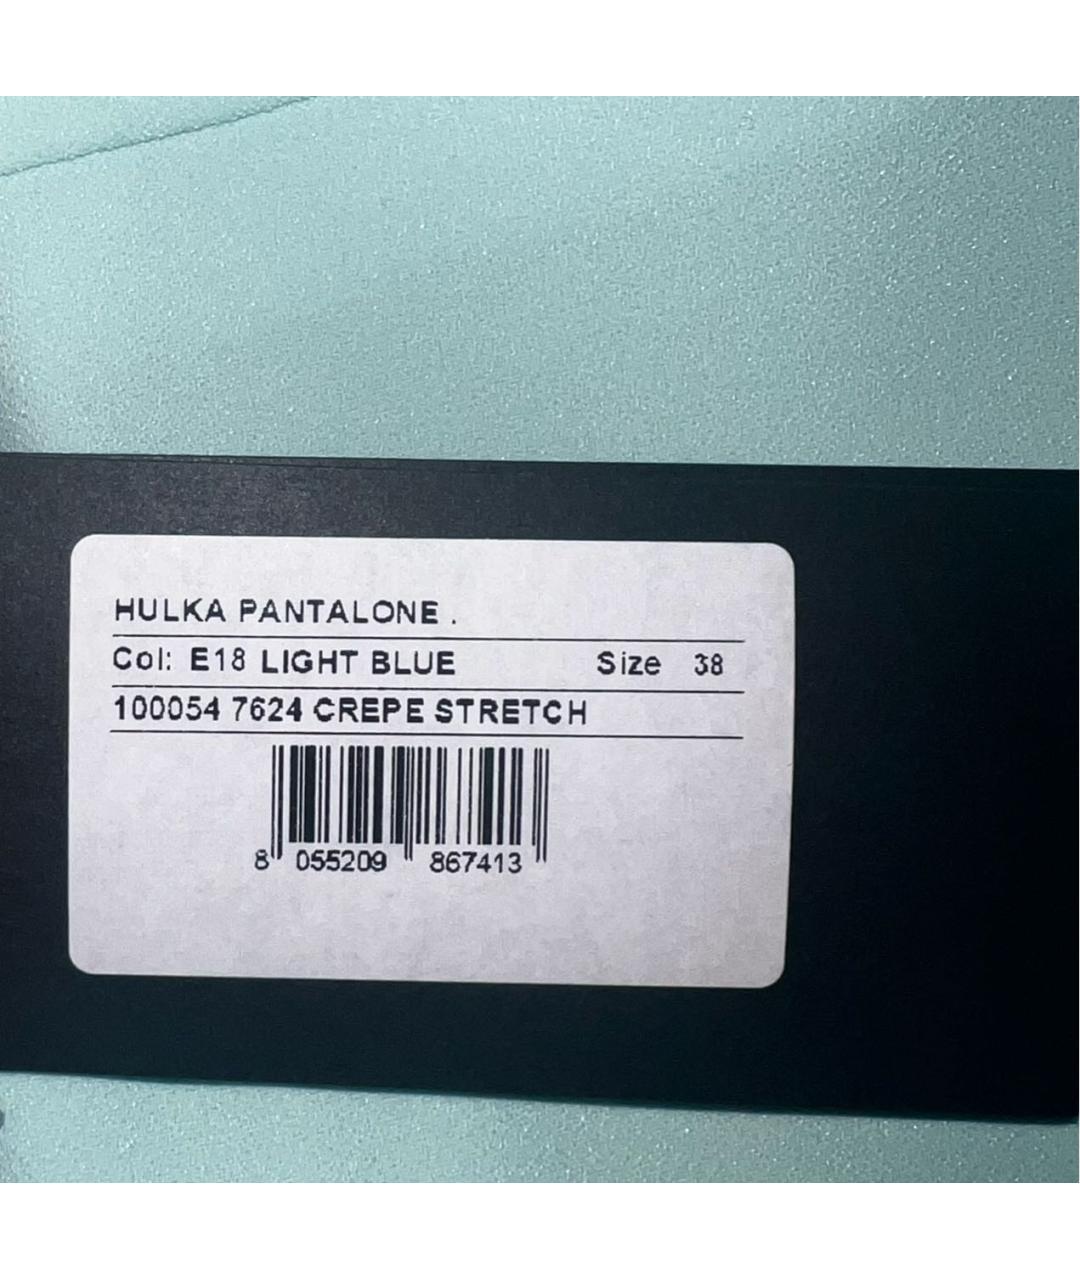 HULKA PANTALONE .
Col: E18 LIGHT BLUE Size 38
100054 7624 CREPE STRETCH
8 055209 867413